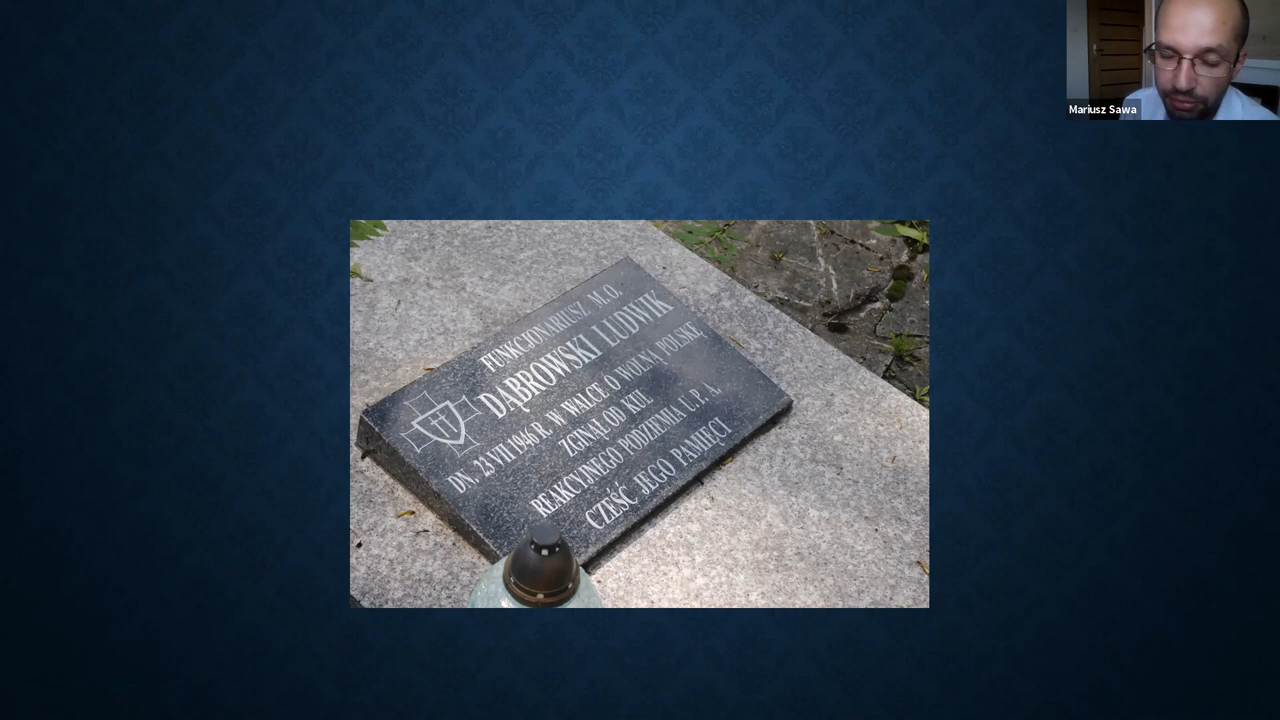 Mariusz Sawa
FUNKCJONARIUSZ M.O.
DĄBROWSKI LUDWIK
DN. 23 VII 1946 R. W WALCE O WOLNĄ POLSKĘ
ZGINĄŁ OD KUL
REAKCYJNEGO PODZIEMIA U.P.A.
CZEŚĆ JEGO PAMIĘCI